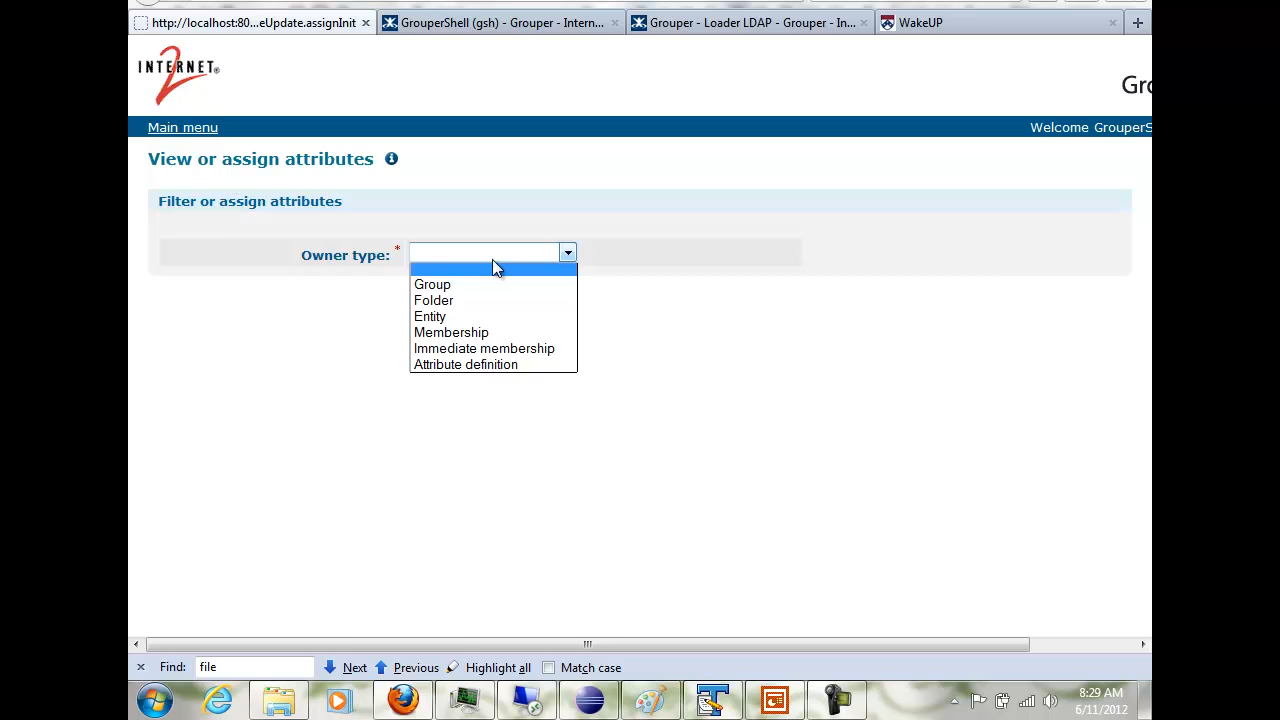 http://localhost:80...eUpdate.assignInit
GrouperShell (gsh) - Grouper - Intern...
Grouper - Loader LDAP - Grouper - In...
WakeUP
INTERNET®
2
Gro
Main menu
Welcome GrouperS
View or assign attributes
Filter or assign attributes
Owner type: *
Group
Folder
Entity
Membership
Immediate membership
Attribute definition
Find: file Next Previous Highlight all Match case
8:29 AM
6/11/2012